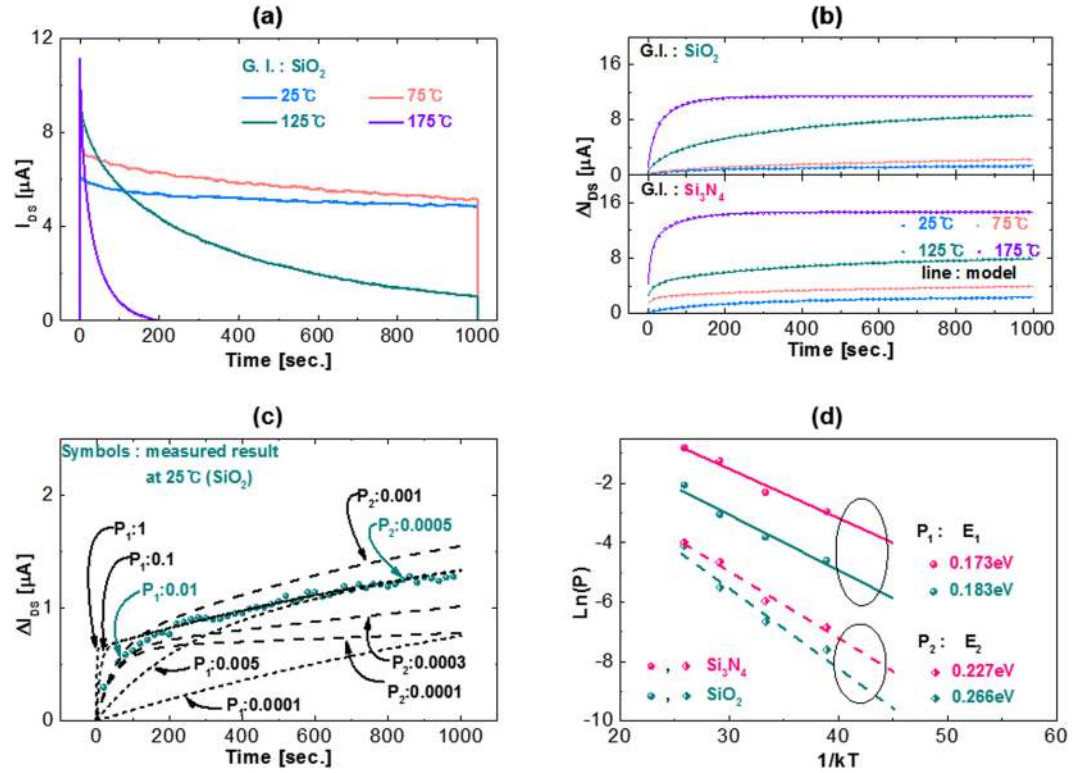 (a)
12
8
4
0
I_DS [μA]
G. I. : SiO₂
25℃
75℃
125℃
175℃
0 200 400 600 800 1000
Time [sec.]
(b)
G.I. : SiO₂
16
8
0
ΔI_DS [μA]
G.I. : Si₃N₄
16
8
0
25℃ 75℃
125℃ 175℃
line : model
0 200 400 600 800 1000
Time [sec.]
(c)
Symbols : measured result
at 25℃ (SiO₂)
2
1
0
ΔI_DS [μA]
P₁:1
P₁:0.1
P₁:0.01
P₂:0.001
P₂:0.0005
P₁:0.005
P₁:0.0001
P₂:0.0003
P₂:0.0001
0 200 400 600 800 1000
Time [sec.]
(d)
-2
-4
-6
-8
-10
Ln(P)
P₁ : E₁
0.173eV
0.183eV
P₂ : E₂
0.227eV
0.266eV
, Si₃N₄
, SiO₂
20 30 40 50 60
1/kT